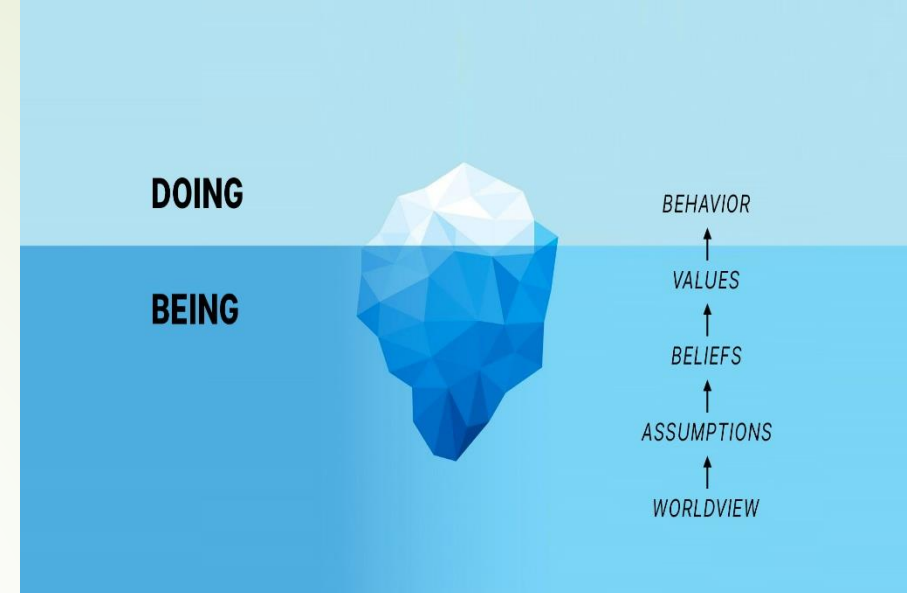 DOING
BEING
BEHAVIOR
VALUES
BELIEFS
ASSUMPTIONS
WORLDVIEW